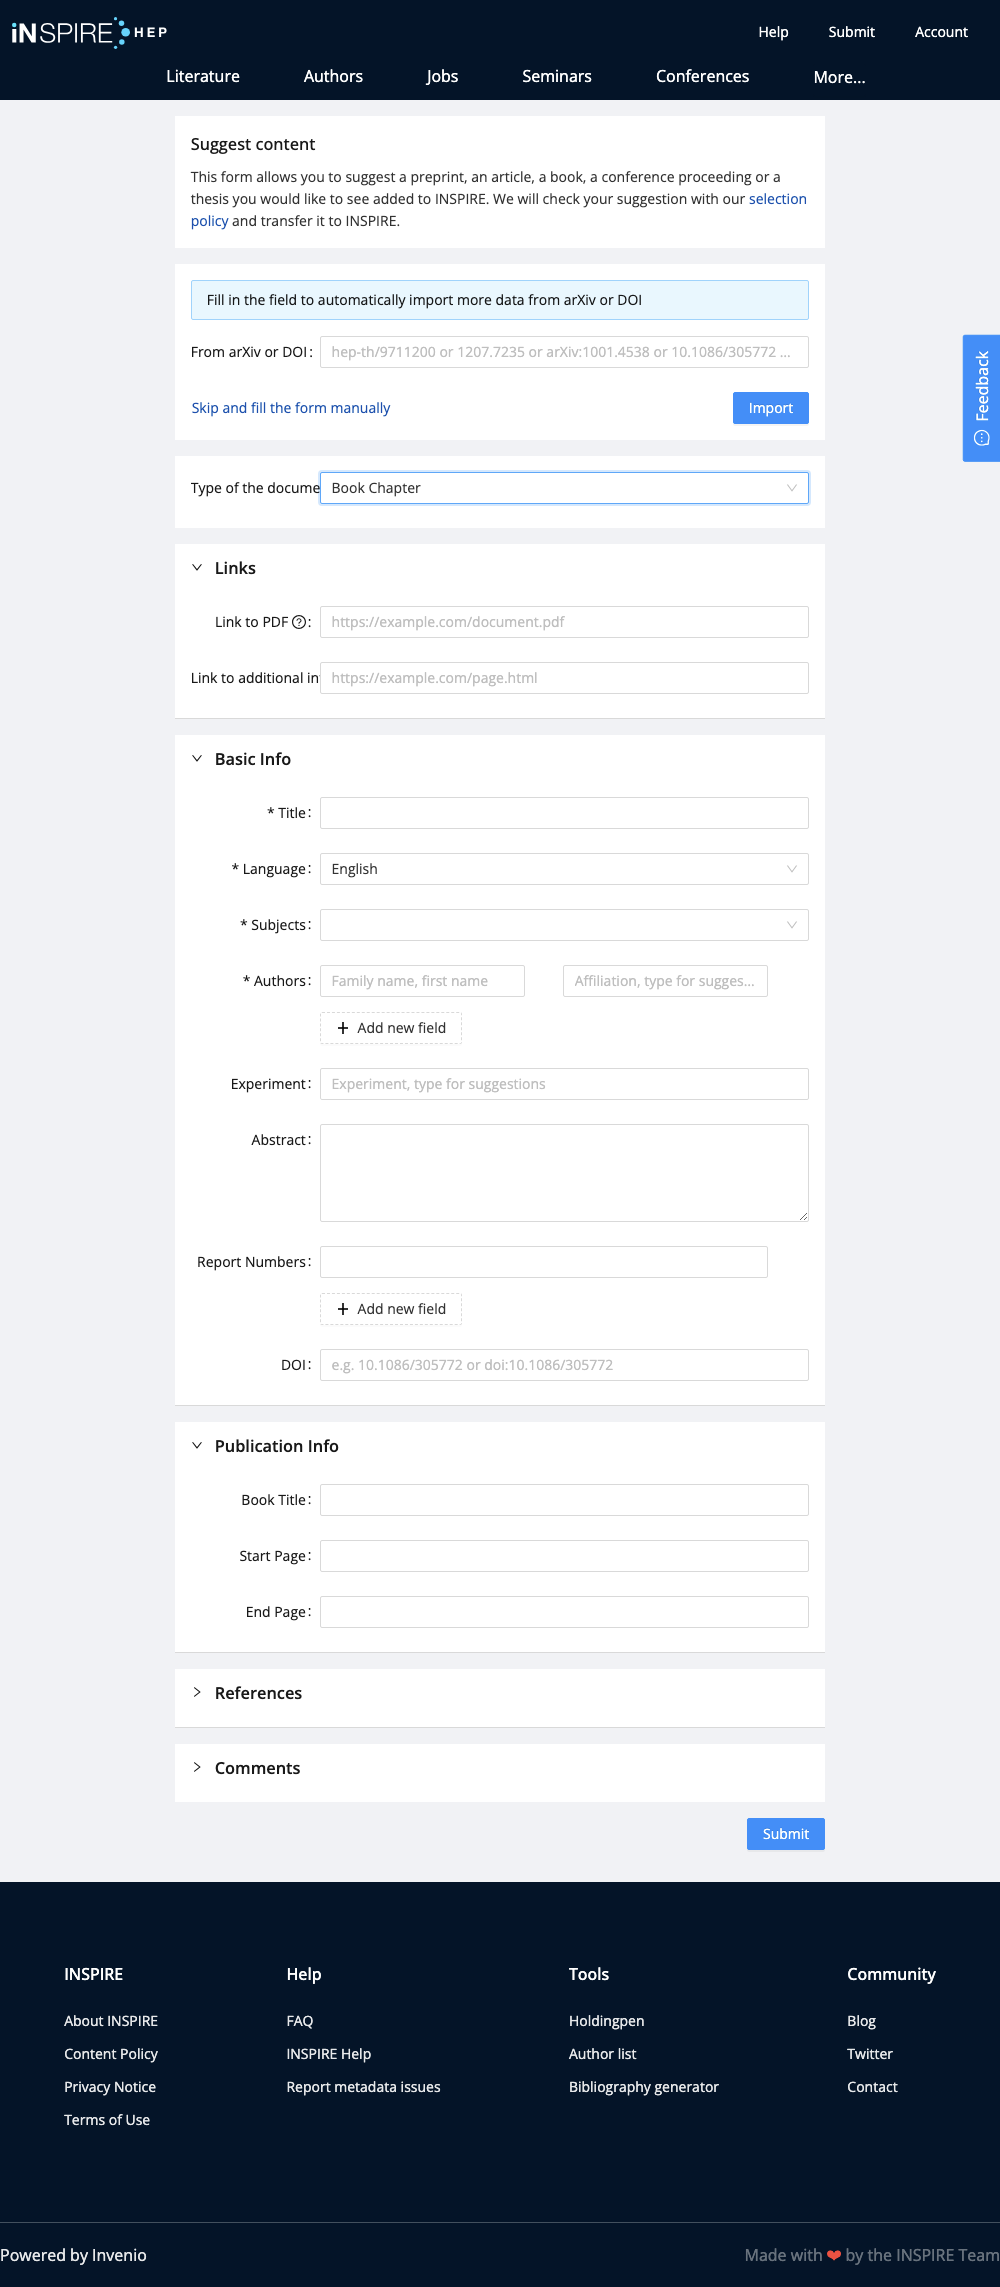 iNSPIRE HEP
Help Submit Account
Literature Authors Jobs Seminars Conferences More...
Suggest content
This form allows you to suggest a preprint, an article, a book, a conference proceeding or a
thesis you would like to see added to INSPIRE. We will check your suggestion with our selection
policy and transfer it to INSPIRE.
Fill in the field to automatically import more data from arXiv or DOI
From arXiv or DOI: hep-th/9711200 or 1207.7235 or arXiv:1001.4538 or 10.1086/305772 ...
Skip and fill the form manually Import
Feedback
Type of the docume Book Chapter
Links
Link to PDF : https://example.com/document.pdf
Link to additional in https://example.com/page.html
Basic Info
* Title:
* Language: English
* Subjects:
* Authors: Family name, first name Affiliation, type for sugges...
+ Add new field
Experiment: Experiment, type for suggestions
Abstract:
Report Numbers:
+ Add new field
DOI: e.g. 10.1086/305772 or doi:10.1086/305772
Publication Info
Book Title:
Start Page:
End Page:
References
Comments
Submit
INSPIRE Help Tools Community
About INSPIRE FAQ Holdingpen Blog
Content Policy INSPIRE Help Author list Twitter
Privacy Notice Report metadata issues Bibliography generator Contact
Terms of Use
Powered by Invenio Made with ❤ by the INSPIRE Team